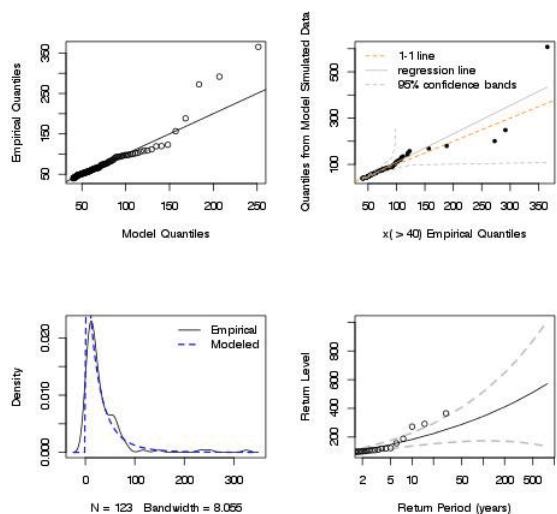 Empirical Quantiles
50 150 250 350
50 100 150 200 250
Model Quantiles
Quantiles from Model Simulated Data
100 300 500
1-1 line
regression line
95% confidence bands
50 100 150 200 250 300 350
x( > 40) Empirical Quantiles
Density
0.000 0.010 0.020
Empirical
Modeled
0 100 200 300
N = 123 Bandwidth = 8.055
Return Level
200 400 600 800
2 5 10 20 50 100 200 500
Return Period (years)